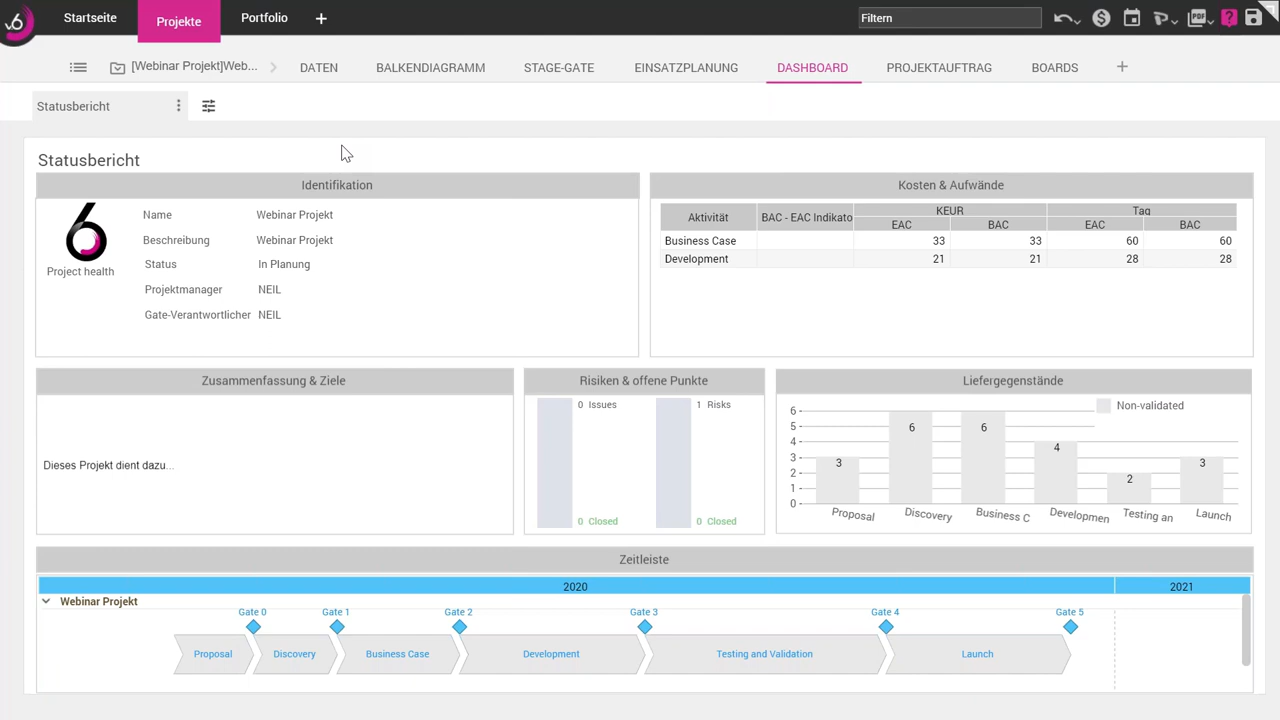 v6 Startseite Projekte Portfolio + Filtern
[Webinar Projekt]Web... DATEN BALKENDIAGRAMM STAGE-GATE EINSATZPLANUNG DASHBOARD PROJEKTAUFTRAG BOARDS +
Statusbericht
Statusbericht
Identifikation
6
Project health
Name Webinar Projekt
Beschreibung Webinar Projekt
Status In Planung
Projektmanager NEIL
Gate-Verantwortlicher NEIL
Kosten & Aufwände
Aktivität BAC - EAC Indikato KEUR Tag
EAC BAC EAC BAC
Business Case 33 33 60 60
Development 21 21 28 28
Zusammenfassung & Ziele
Dieses Projekt dient dazu...
Risiken & offene Punkte
0 Issues 1 Risks
0 Closed 0 Closed
Liefergegenstände
Non-validated
6
5
4
3
2
1
0
3 6 6 4 2 3
Proposal Discovery Business C Developmen Testing an Launch
Zeitleiste
2020 2021
Webinar Projekt
Gate 0 Gate 1 Gate 2 Gate 3 Gate 4 Gate 5
Proposal Discovery Business Case Development Testing and Validation Launch